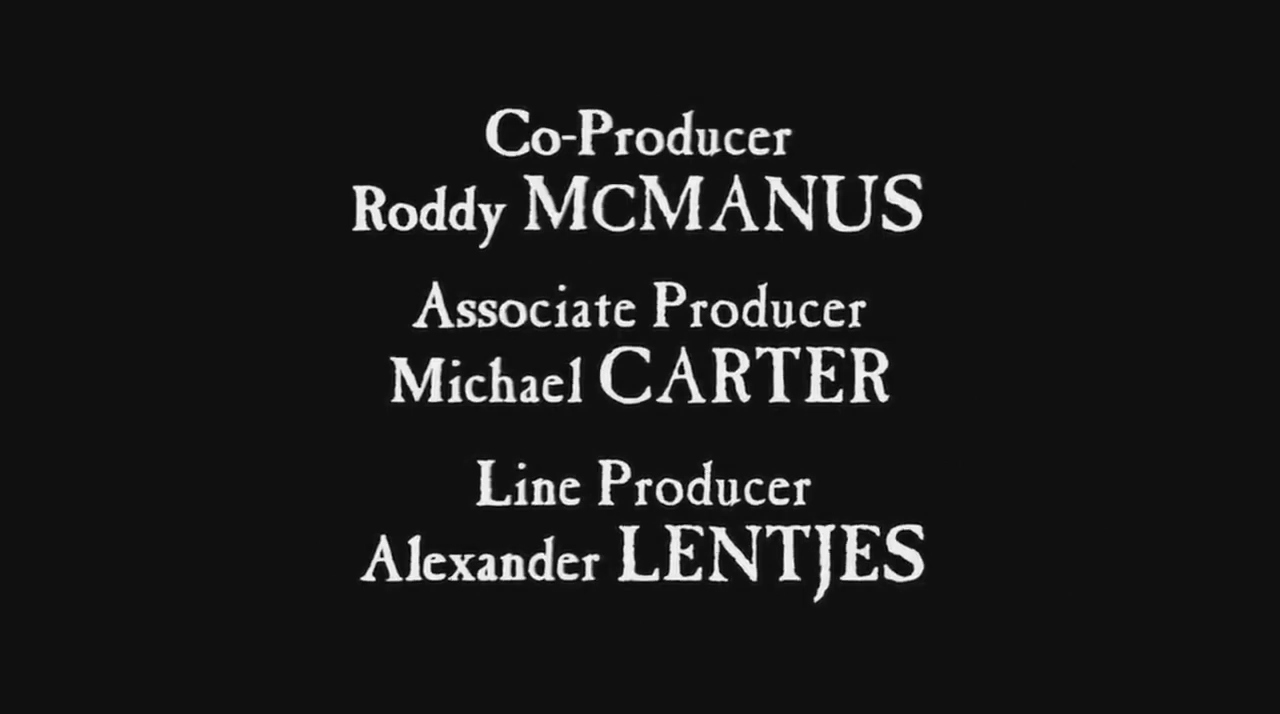 Co-Producer
Roddy McMANUS
Associate Producer
Michael CARTER
Line Producer
Alexander LENTJES